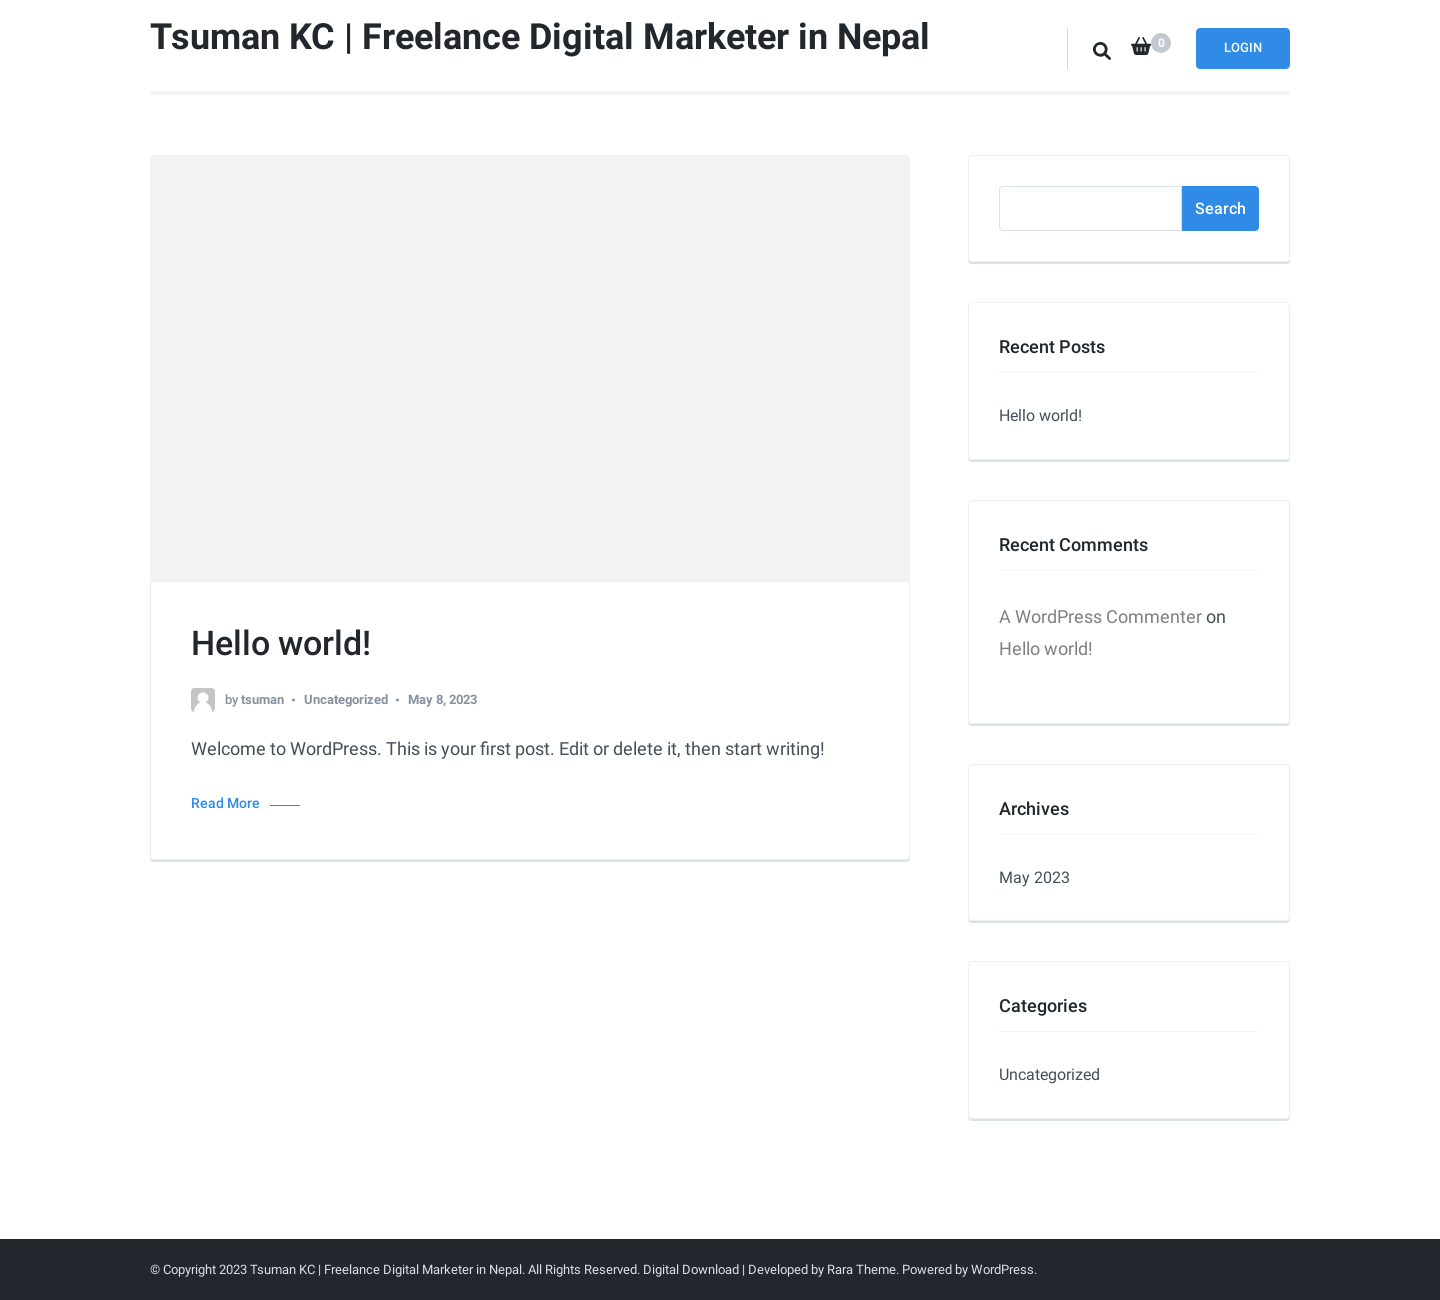 Tsuman KC | Freelance Digital Marketer in Nepal
0
LOGIN
Hello world!
by tsuman • Uncategorized • May 8, 2023
Welcome to WordPress. This is your first post. Edit or delete it, then start writing!
Read More
Search
Recent Posts
Hello world!
Recent Comments
A WordPress Commenter on
Hello world!
Archives
May 2023
Categories
Uncategorized
© Copyright 2023 Tsuman KC | Freelance Digital Marketer in Nepal. All Rights Reserved. Digital Download | Developed by Rara Theme. Powered by WordPress.